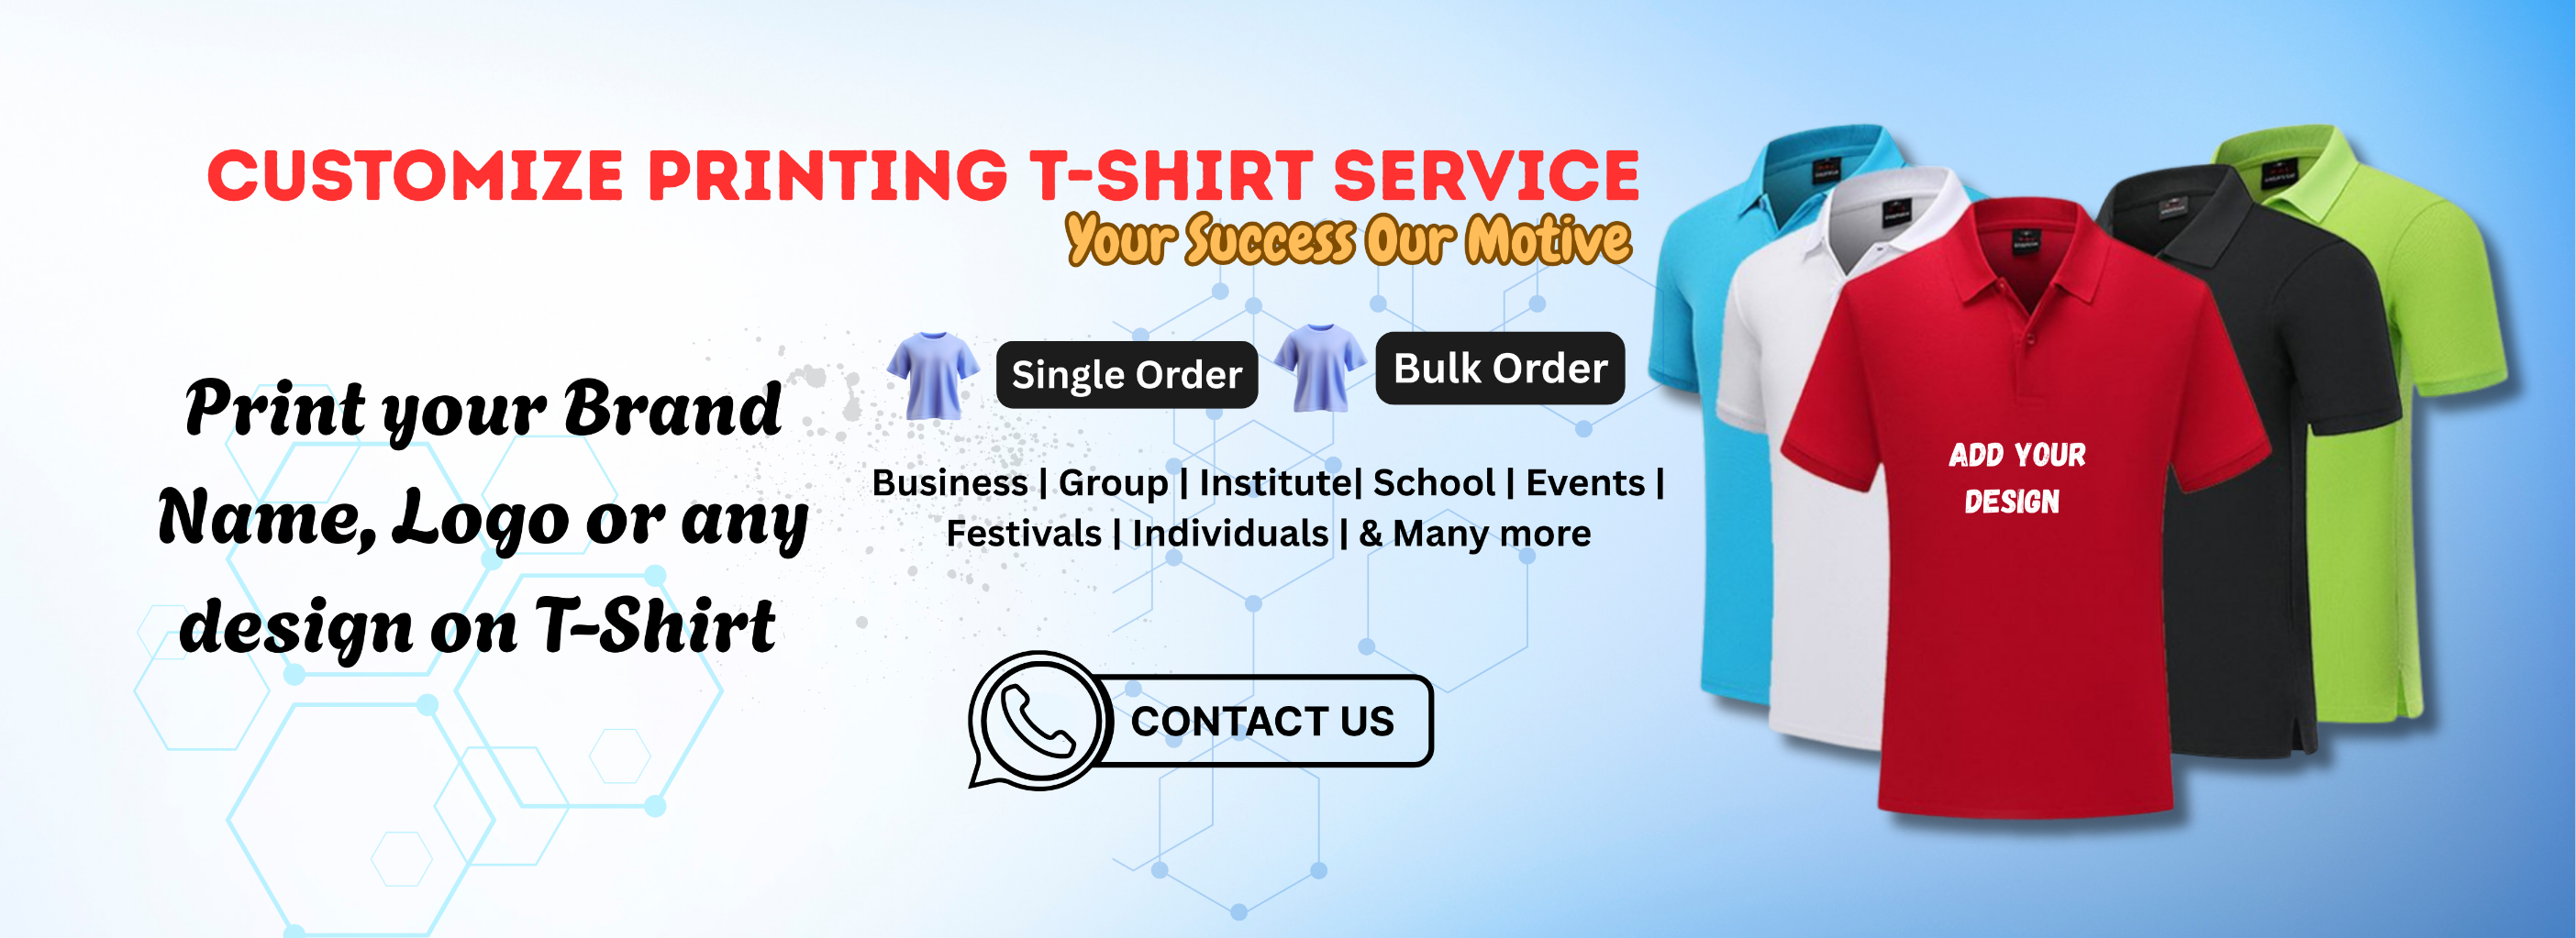 CUSTOMIZE PRINTING T-SHIRT SERVICE
Your Success Our Motive
Print your Brand
Name, Logo or any
design on T-Shirt
Single Order
Bulk Order
Business | Group | Institute| School | Events |
Festivals | Individuals | & Many more
CONTACT US
ADD YOUR
DESIGN